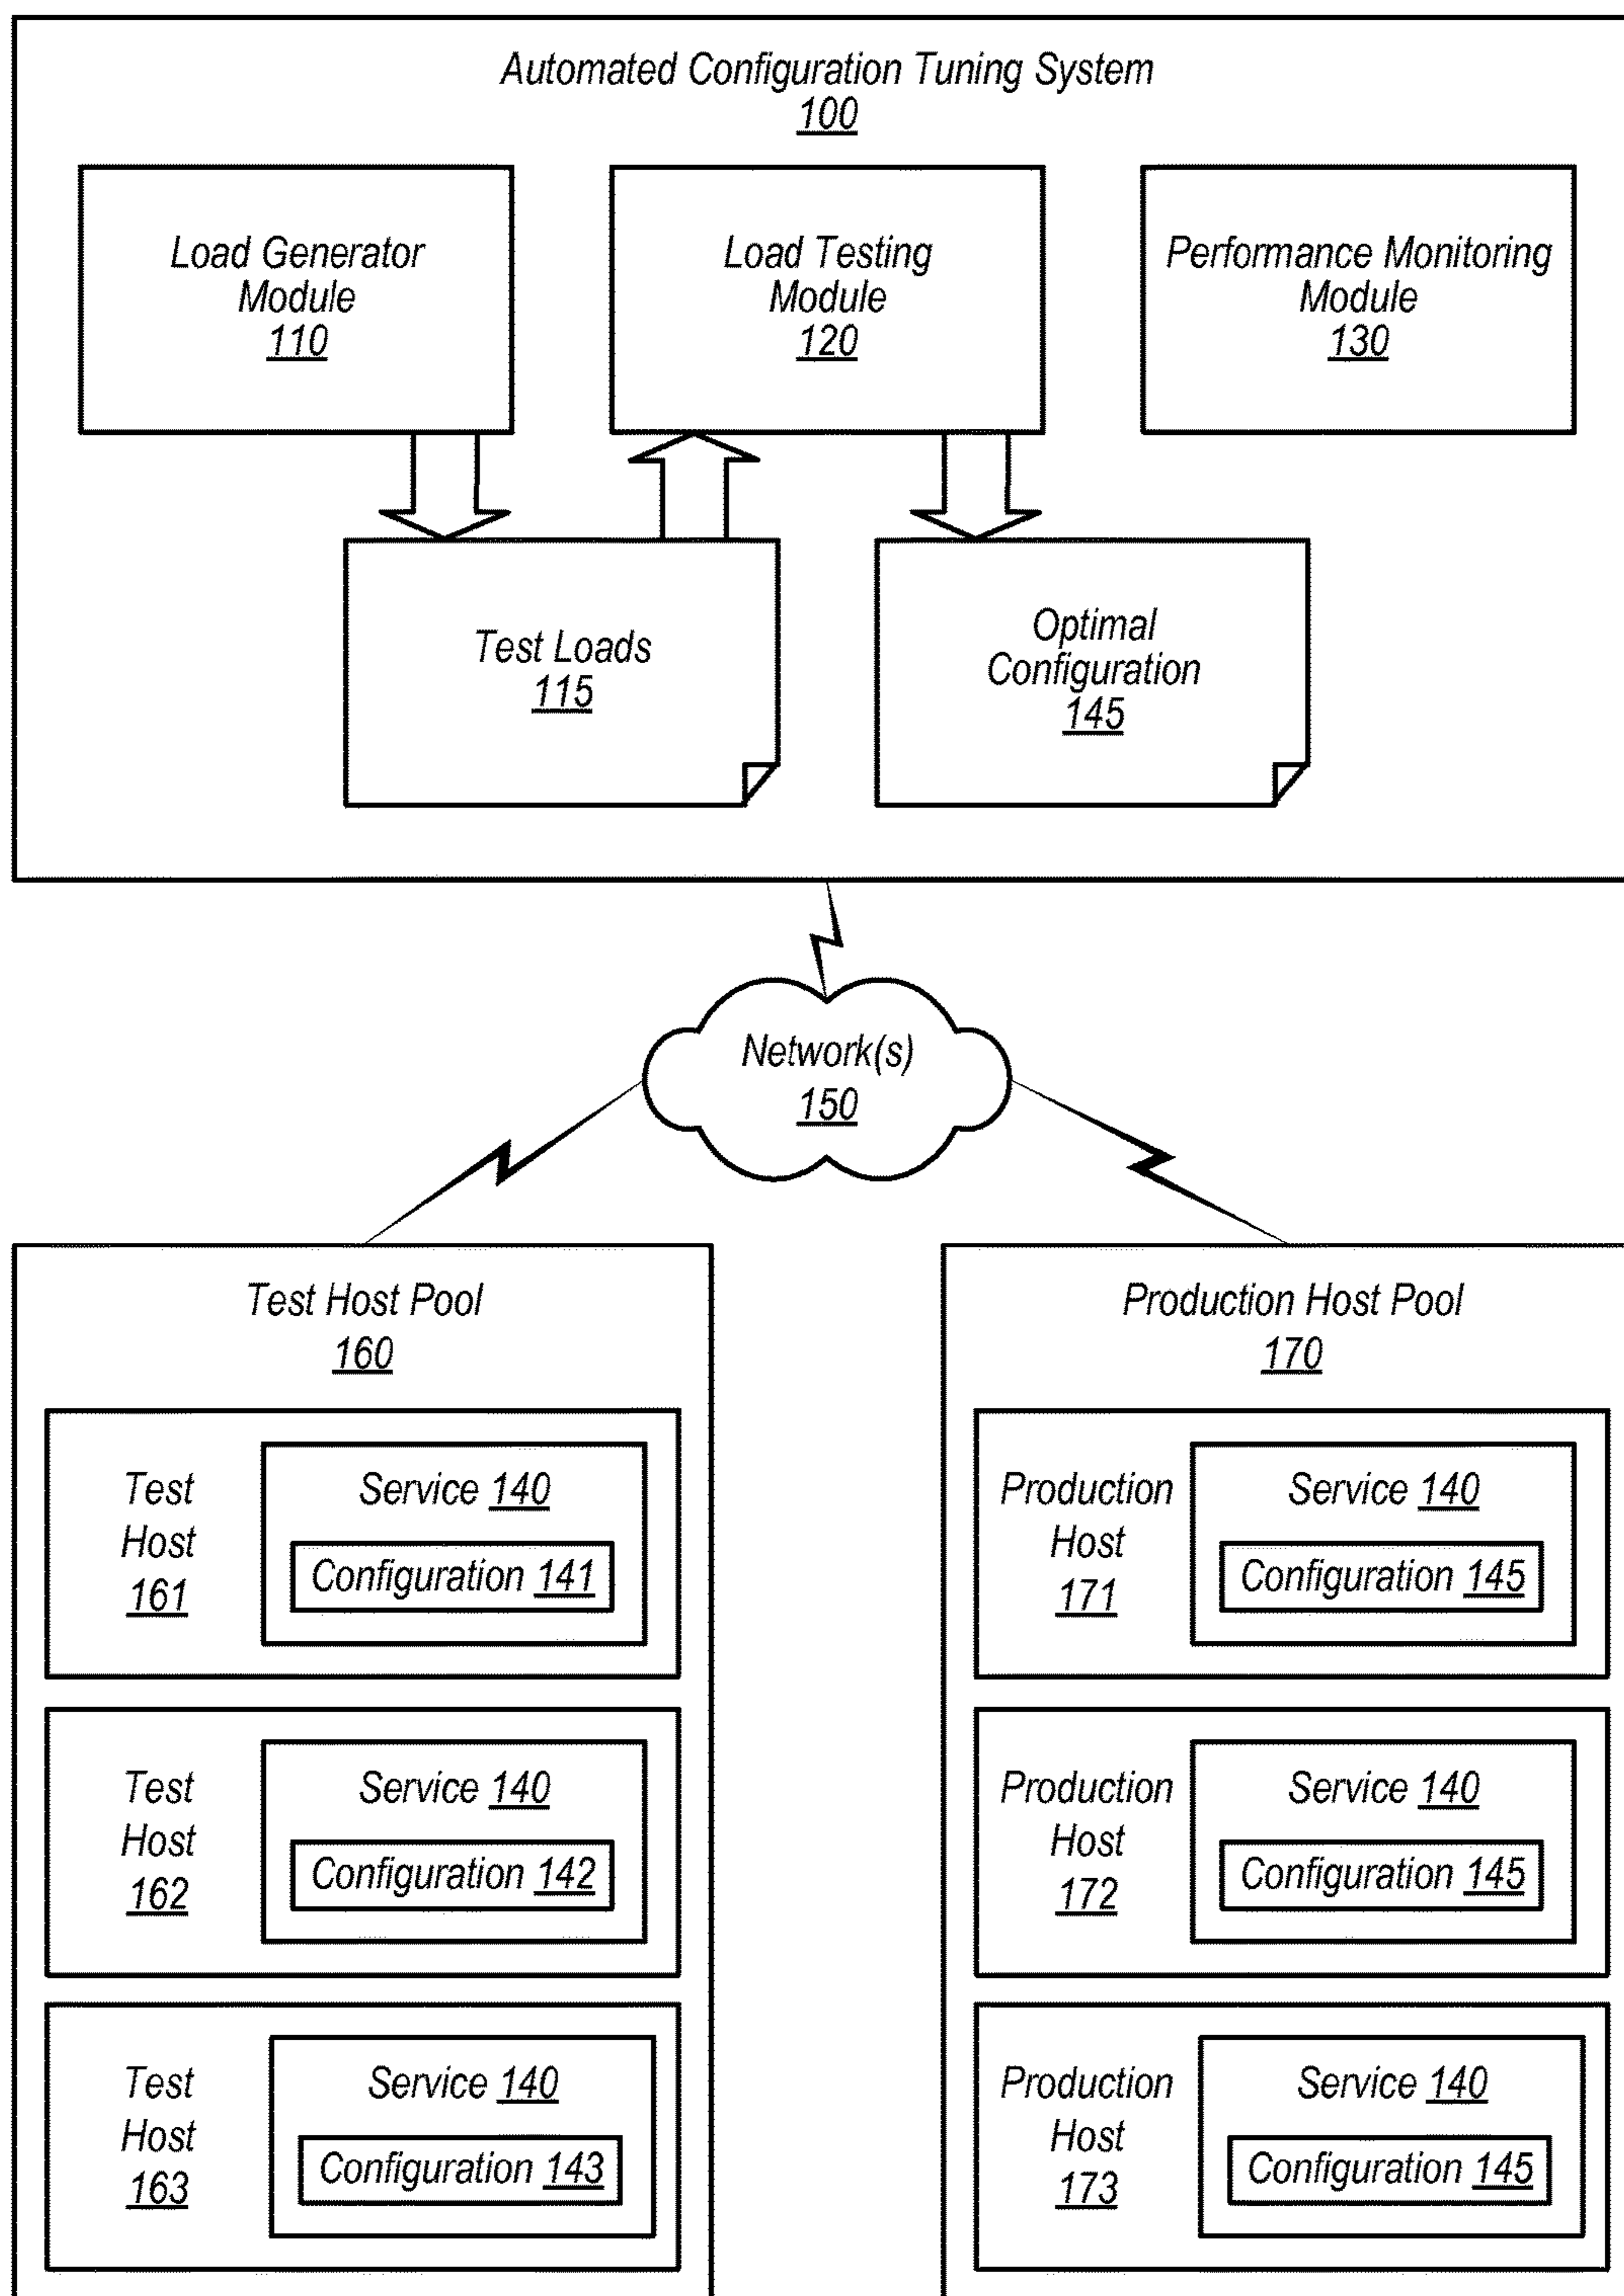 Automated Configuration Tuning System
100
Load Generator
Module
110
Load Testing
Module
120
Performance Monitoring
Module
130
Test Loads
115
Optimal
Configuration
145
Network(s)
150
Test Host Pool
160
Test
Host
161
Service 140
Configuration 141
Test
Host
162
Service 140
Configuration 142
Test
Host
163
Service 140
Configuration 143
Production Host Pool
170
Production
Host
171
Service 140
Configuration 145
Production
Host
172
Service 140
Configuration 145
Production
Host
173
Service 140
Configuration 145